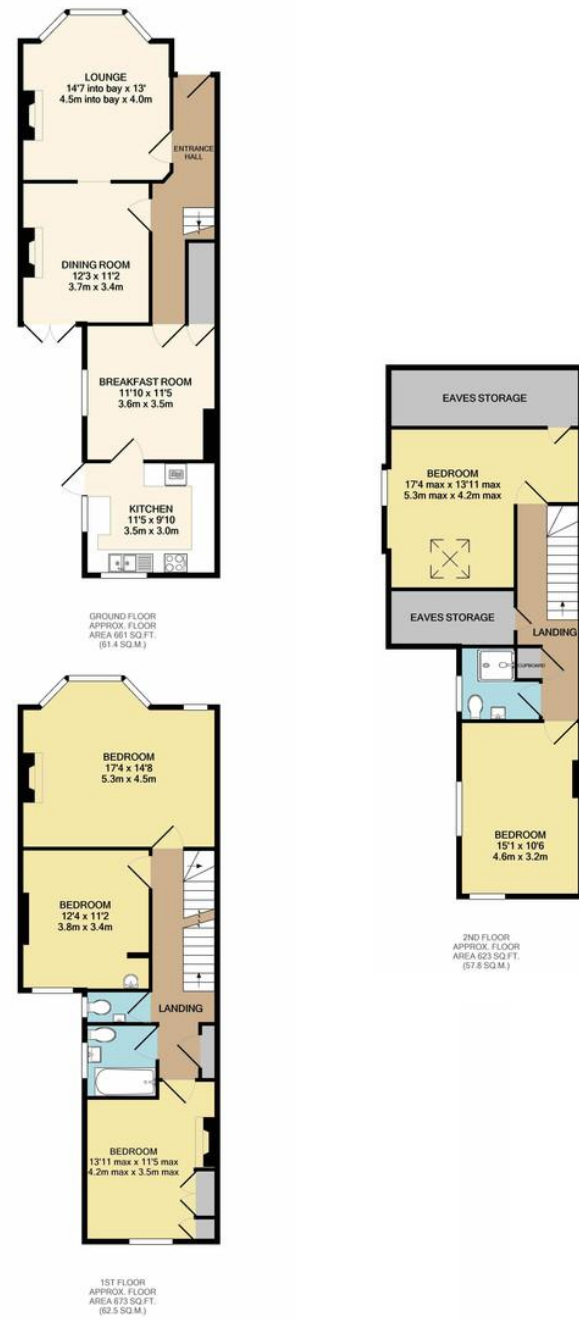 LOUNGE
14'7 into bay x 13'
4.5m into bay x 4.0m
ENTRANCE
HALL
DINING ROOM
12'3 x 11'2
3.7m x 3.4m
BREAKFAST ROOM
11'10 x 11'5
3.6m x 3.5m
KITCHEN
11'5 x 9'10
3.5m x 3.0m
GROUND FLOOR
APPROX. FLOOR
AREA 661 SQ.FT.
(61.4 SQ.M.)
BEDROOM
17'4 x 14'8
5.3m x 4.5m
BEDROOM
12'4 x 11'2
3.8m x 3.4m
LANDING
BEDROOM
13'11 max x 11'5 max
4.2m max x 3.5m max
1ST FLOOR
APPROX. FLOOR
AREA 673 SQ.FT.
(62.5 SQ.M.)
EAVES STORAGE
BEDROOM
17'4 max x 13'11 max
5.3m max x 4.2m max
EAVES STORAGE
LANDING
CUPBOARD
BEDROOM
15'1 x 10'6
4.6m x 3.2m
2ND FLOOR
APPROX. FLOOR
AREA 623 SQ.FT.
(57.8 SQ.M.)